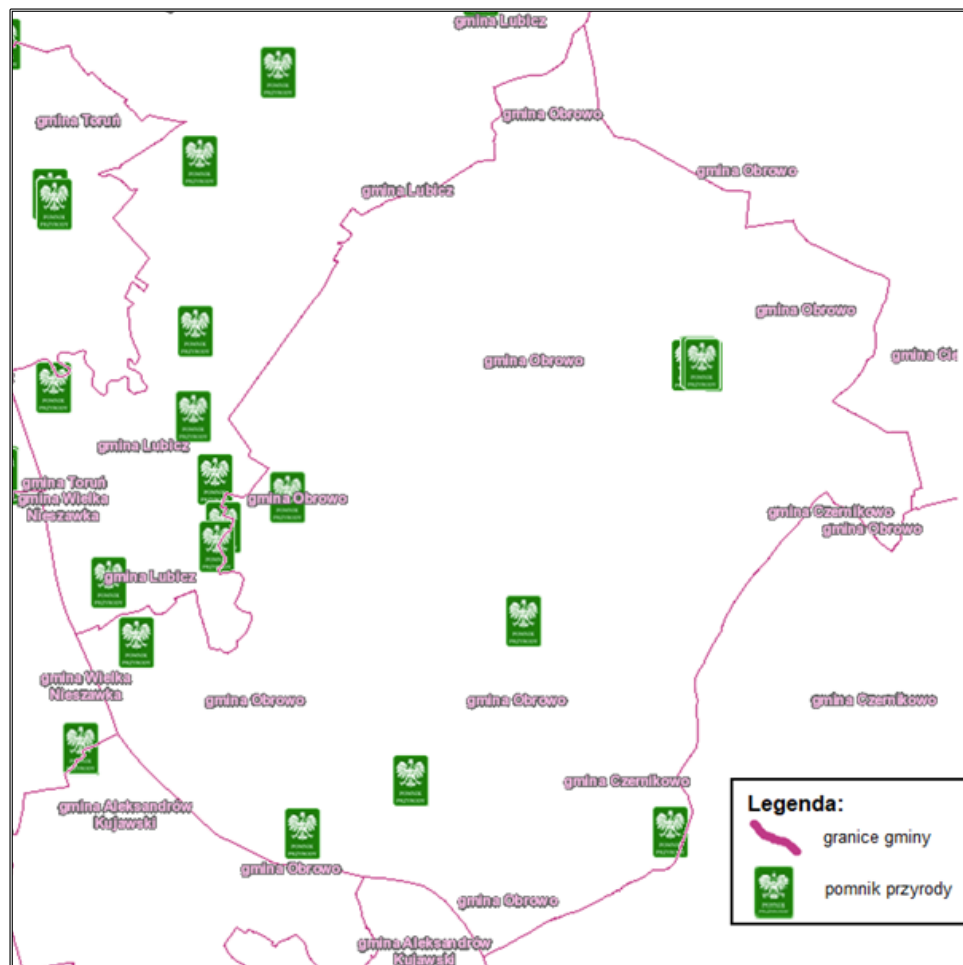 gmina Lubicz
gmina Obrowo
gmina Toruń
gmina Obrowo
gmina Lubicz
POMNIK
PRZYRODY
gmina Obrowo
gmina Obrowo
gmina Lubicz
gmina Toruń
gmina Wielka
Nieszawka
gmina Obrowo
gmina Czernikowo
gmina Obrowo
gmina Lubicz
gmina Wielka
Nieszawka
gmina Obrowo
gmina Obrowo
gmina Czernikowo
gmina Czernikowo
gmina Aleksandrów
Kujawski
gmina Obrowo
gmina Obrowo
gmina Aleksandrów
Kujawski
Legenda:
granice gminy
pomnik przyrody